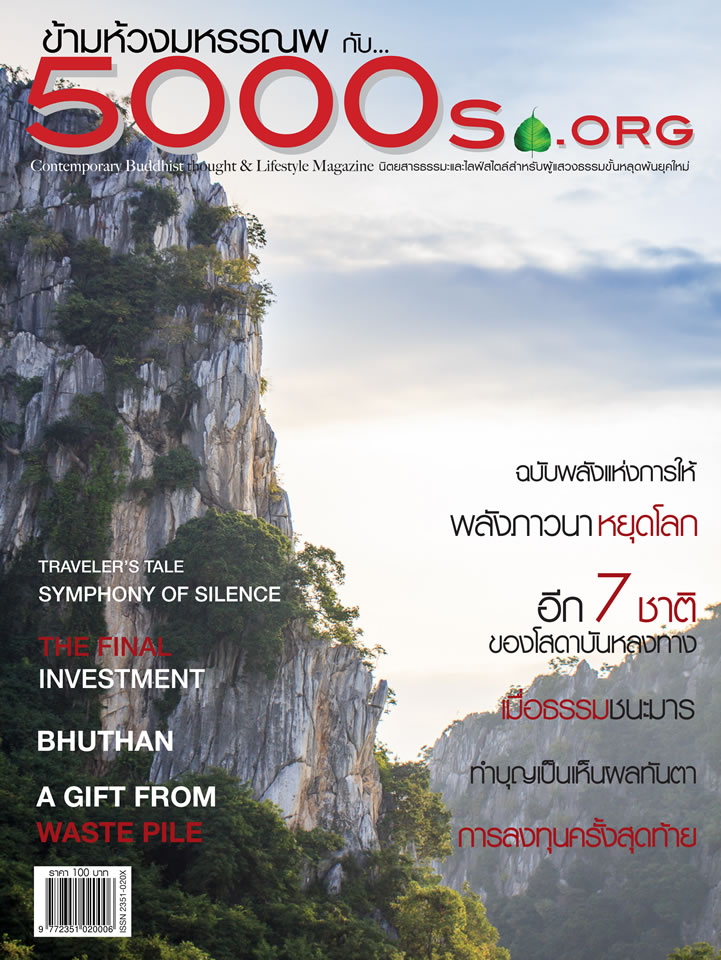 ข้ามห้วงมหรรณพ กับ...
5000s.ORG
Contemporary Buddhist thought & Lifestyle Magazine นิตยสารธรรมะและไลฟ์สไตล์สำหรับผู้แสวงธรรมขั้นหลุดพ้นยุคใหม่
ฉบับพลังแห่งการให้
พลังภาวนา หยุดโลก
อีก 7 ชาติ
ของโสดาบันหลงทาง
เมื่อธรรมชนะมาร
ทำบุญเป็นเห็นผลทันตา
การลงทุนครั้งสุดท้าย
TRAVELER'S TALE
SYMPHONY OF SILENCE
THE FINAL
INVESTMENT
BHUTHAN
A GIFT FROM
WASTE PILE
ราคา 100 บาท
ISSN 2351-020X
9 772351 020006